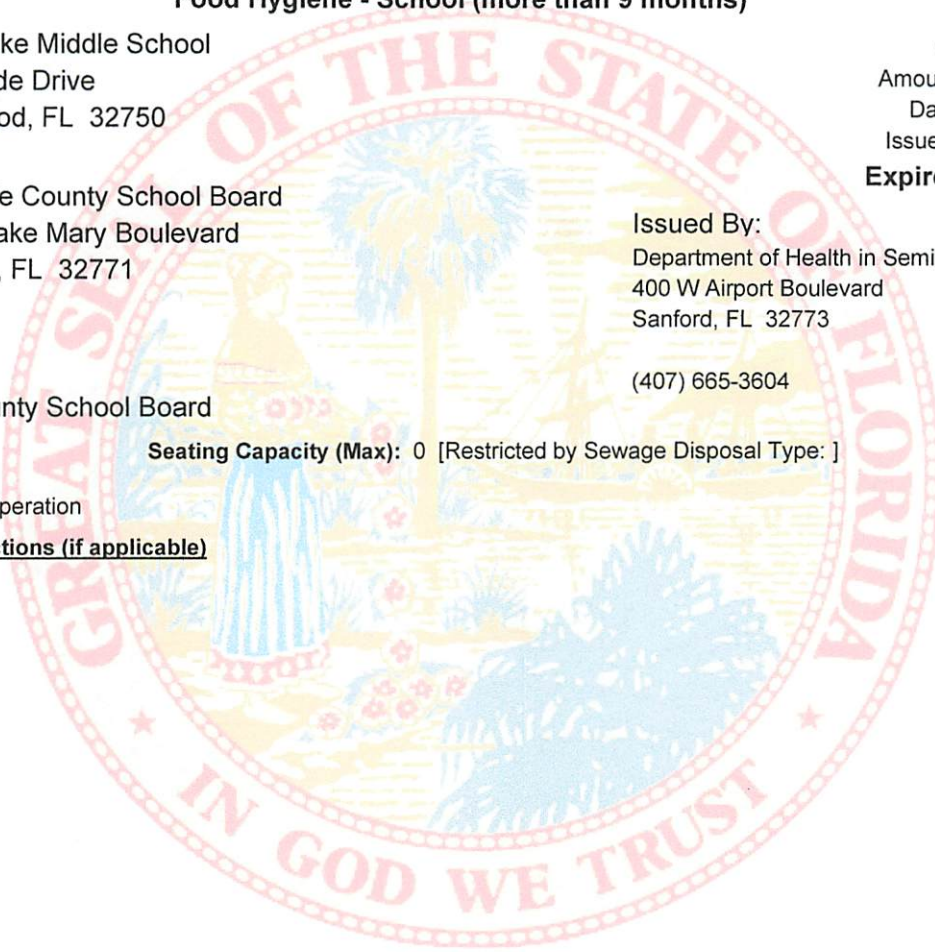 Food Hygiene - School (more than 9 months)
ke Middle School
de Drive
od, FL 32750
Amou
Da
Issue
Expire
e County School Board
ake Mary Boulevard
, FL 32771
Issued By:
Department of Health in Semi
400 W Airport Boulevard
Sanford, FL 32773
(407) 665-3604
nty School Board
Seating Capacity (Max): 0 [Restricted by Sewage Disposal Type: ]
peration
tions (if applicable)
GREAT SEAL OF THE STATE OF FLORIDA
IN GOD WE TRUST